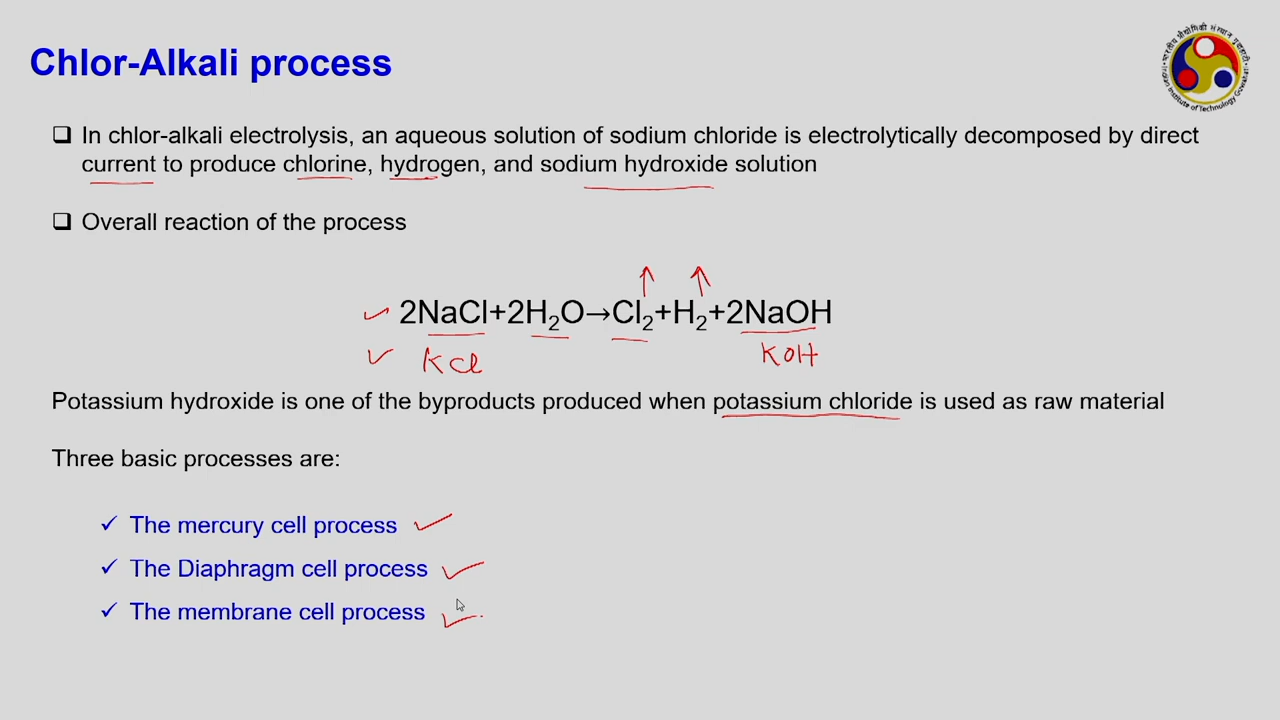 Chlor-Alkali process
In chlor-alkali electrolysis, an aqueous solution of sodium chloride is electrolytically decomposed by direct
current to produce chlorine, hydrogen, and sodium hydroxide solution
Overall reaction of the process
2NaCl+2H₂O→Cl₂+H₂+2NaOH
KCl KOH
Potassium hydroxide is one of the byproducts produced when potassium chloride is used as raw material
Three basic processes are:
The mercury cell process
The Diaphragm cell process
The membrane cell process